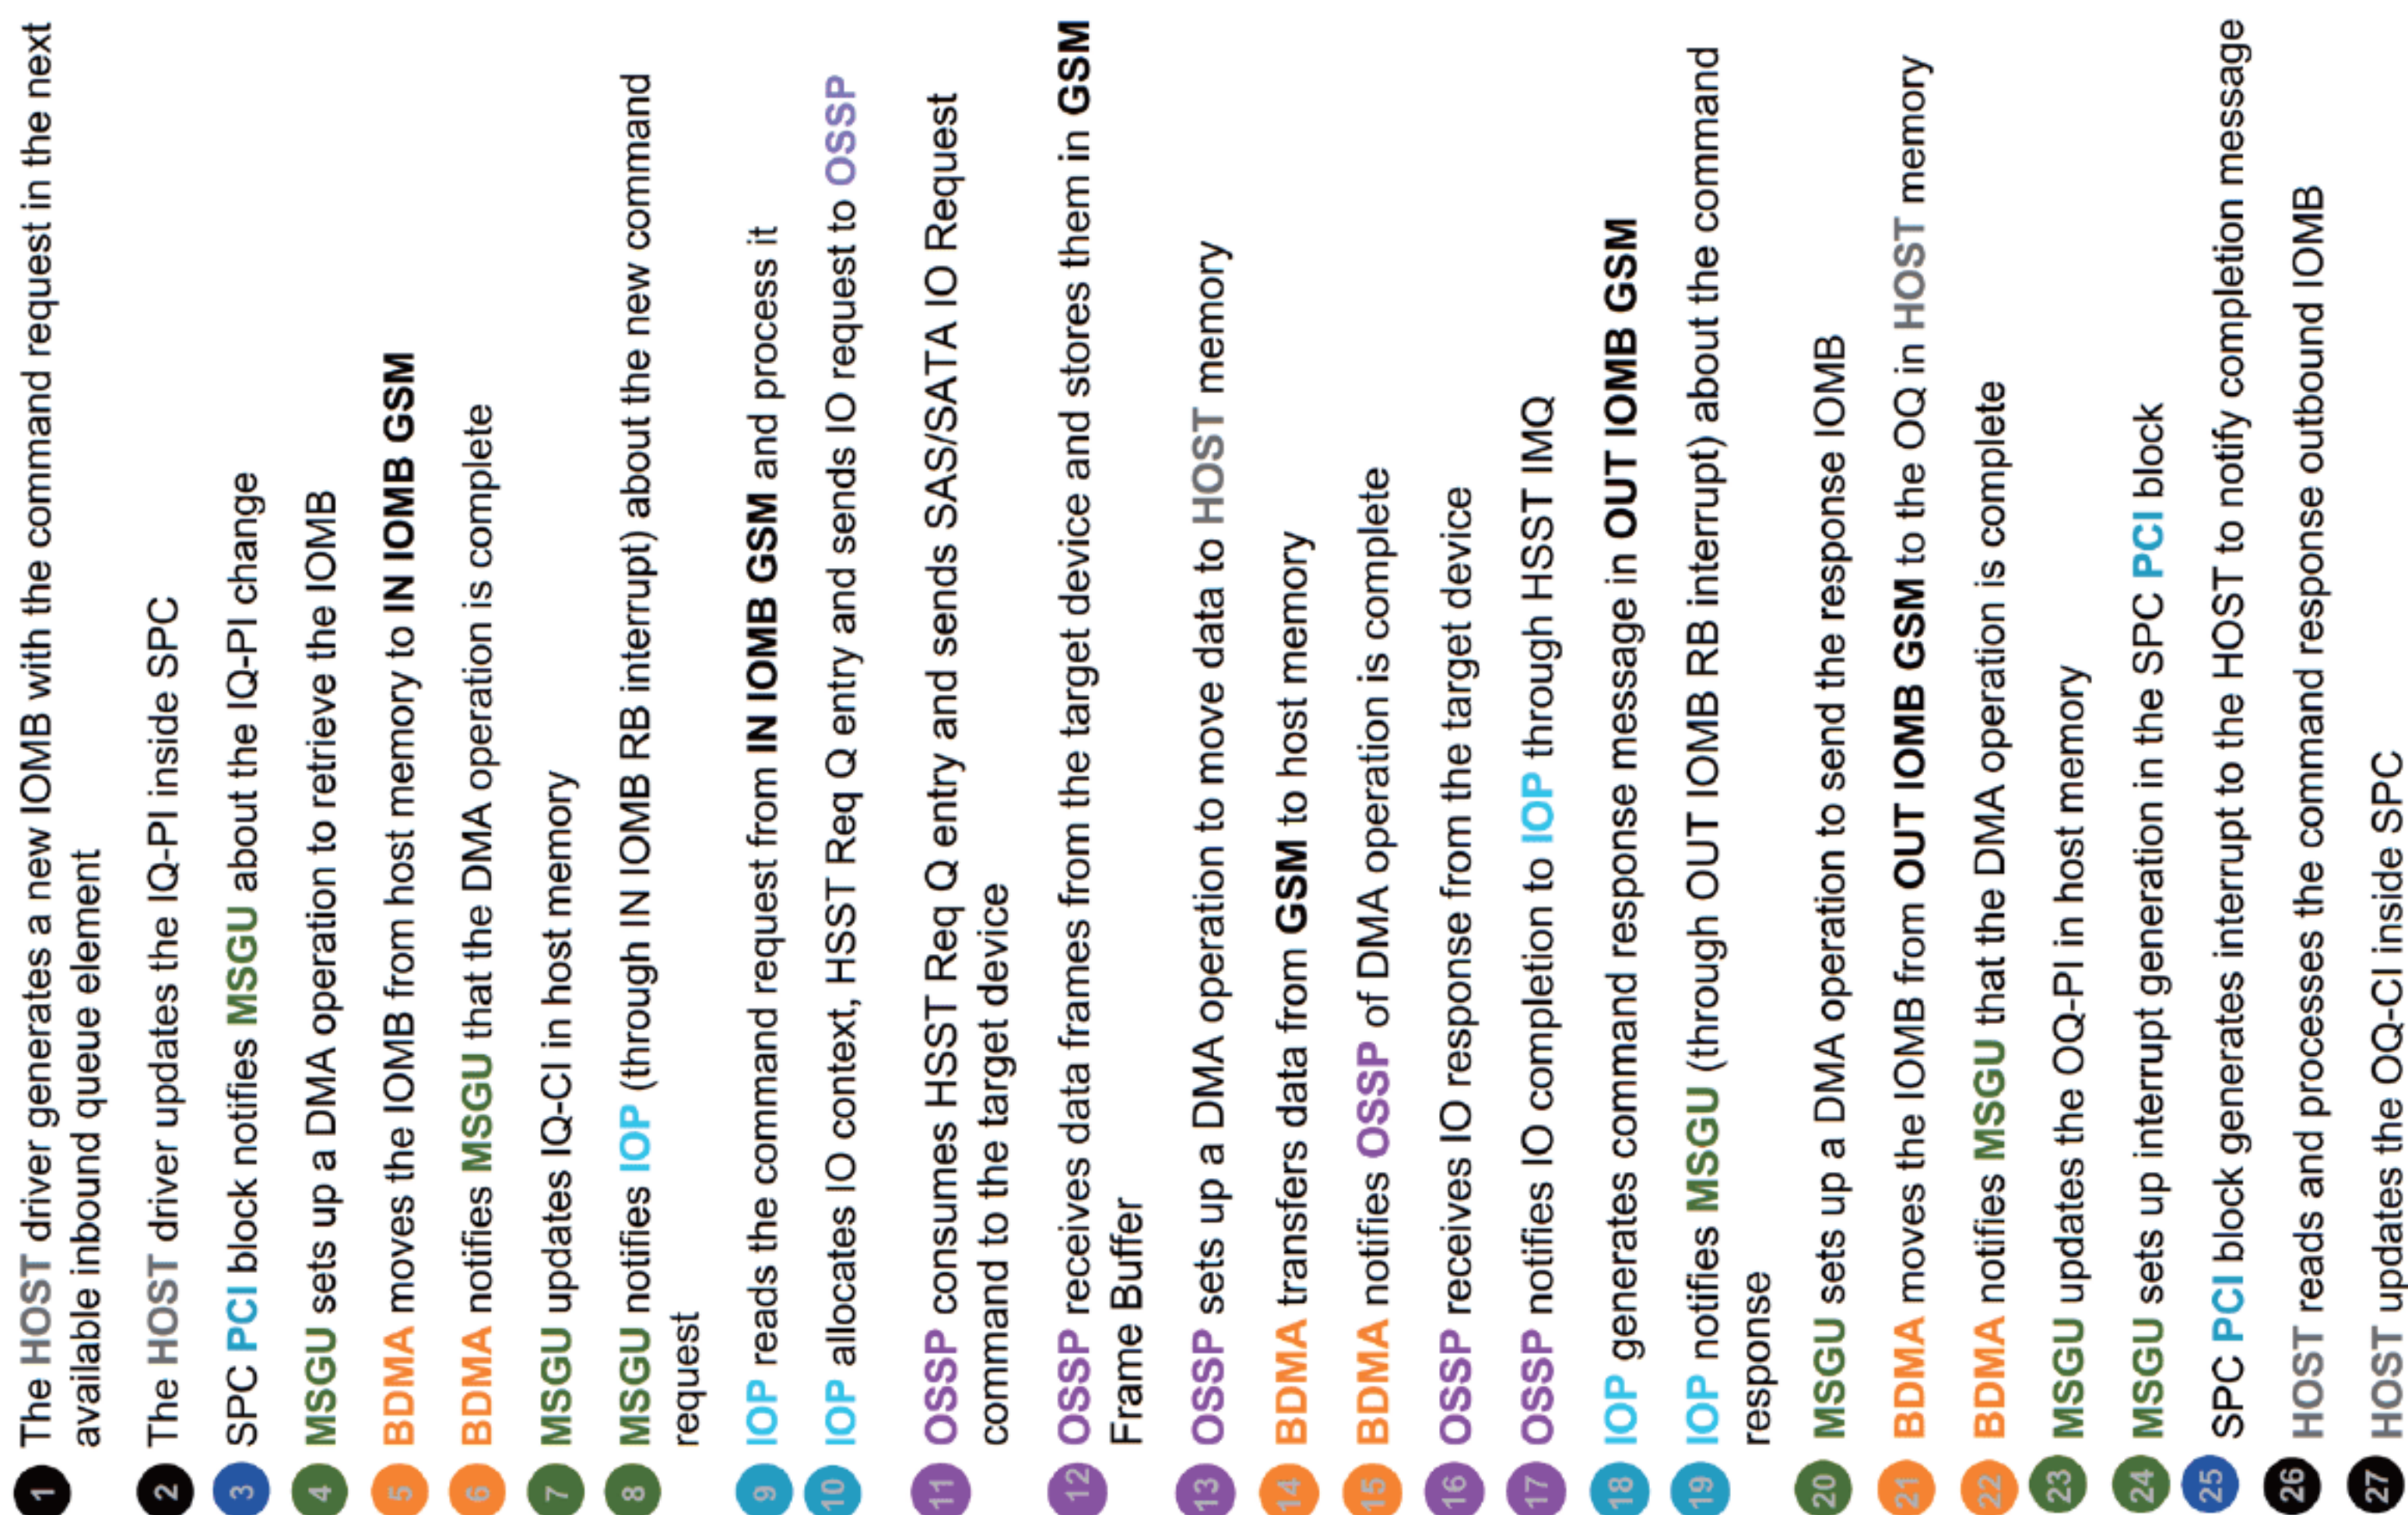 1 The HOST driver generates a new IOMB with the command request in the next
available inbound queue element
2 The HOST driver updates the IQ-PI inside SPC
3 SPC PCI block notifies MSGU about the IQ-PI change
4 MSGU sets up a DMA operation to retrieve the IOMB
5 BDMA moves the IOMB from host memory to IN IOMB GSM
6 BDMA notifies MSGU that the DMA operation is complete
7 MSGU updates IQ-CI in host memory
8 MSGU notifies IOP (through IN IOMB RB interrupt) about the new command
request
9 IOP reads the command request from IN IOMB GSM and process it
10 IOP allocates IO context, HSST Req Q entry and sends IO request to OSSP
11 OSSP consumes HSST Req Q entry and sends SAS/SATA IO Request
command to the target device
12 OSSP receives data frames from the target device and stores them in GSM
Frame Buffer
13 OSSP sets up a DMA operation to move data to HOST memory
14 BDMA transfers data from GSM to host memory
15 BDMA notifies OSSP of DMA operation is complete
16 OSSP receives IO response from the target device
17 OSSP notifies IO completion to IOP through HSST IMQ
18 IOP generates command response message in OUT IOMB GSM
19 IOP notifies MSGU (through OUT IOMB RB interrupt) about the command
response
20 MSGU sets up a DMA operation to send the response IOMB
21 BDMA moves the IOMB from OUT IOMB GSM to the OQ in HOST memory
22 BDMA notifies MSGU that the DMA operation is complete
23 MSGU updates the OQ-PI in host memory
24 MSGU sets up interrupt generation in the SPC PCI block
25 SPC PCI block generates interrupt to the HOST to notify completion message
26 HOST reads and processes the command response outbound IOMB
27 HOST updates the OQ-CI inside SPC